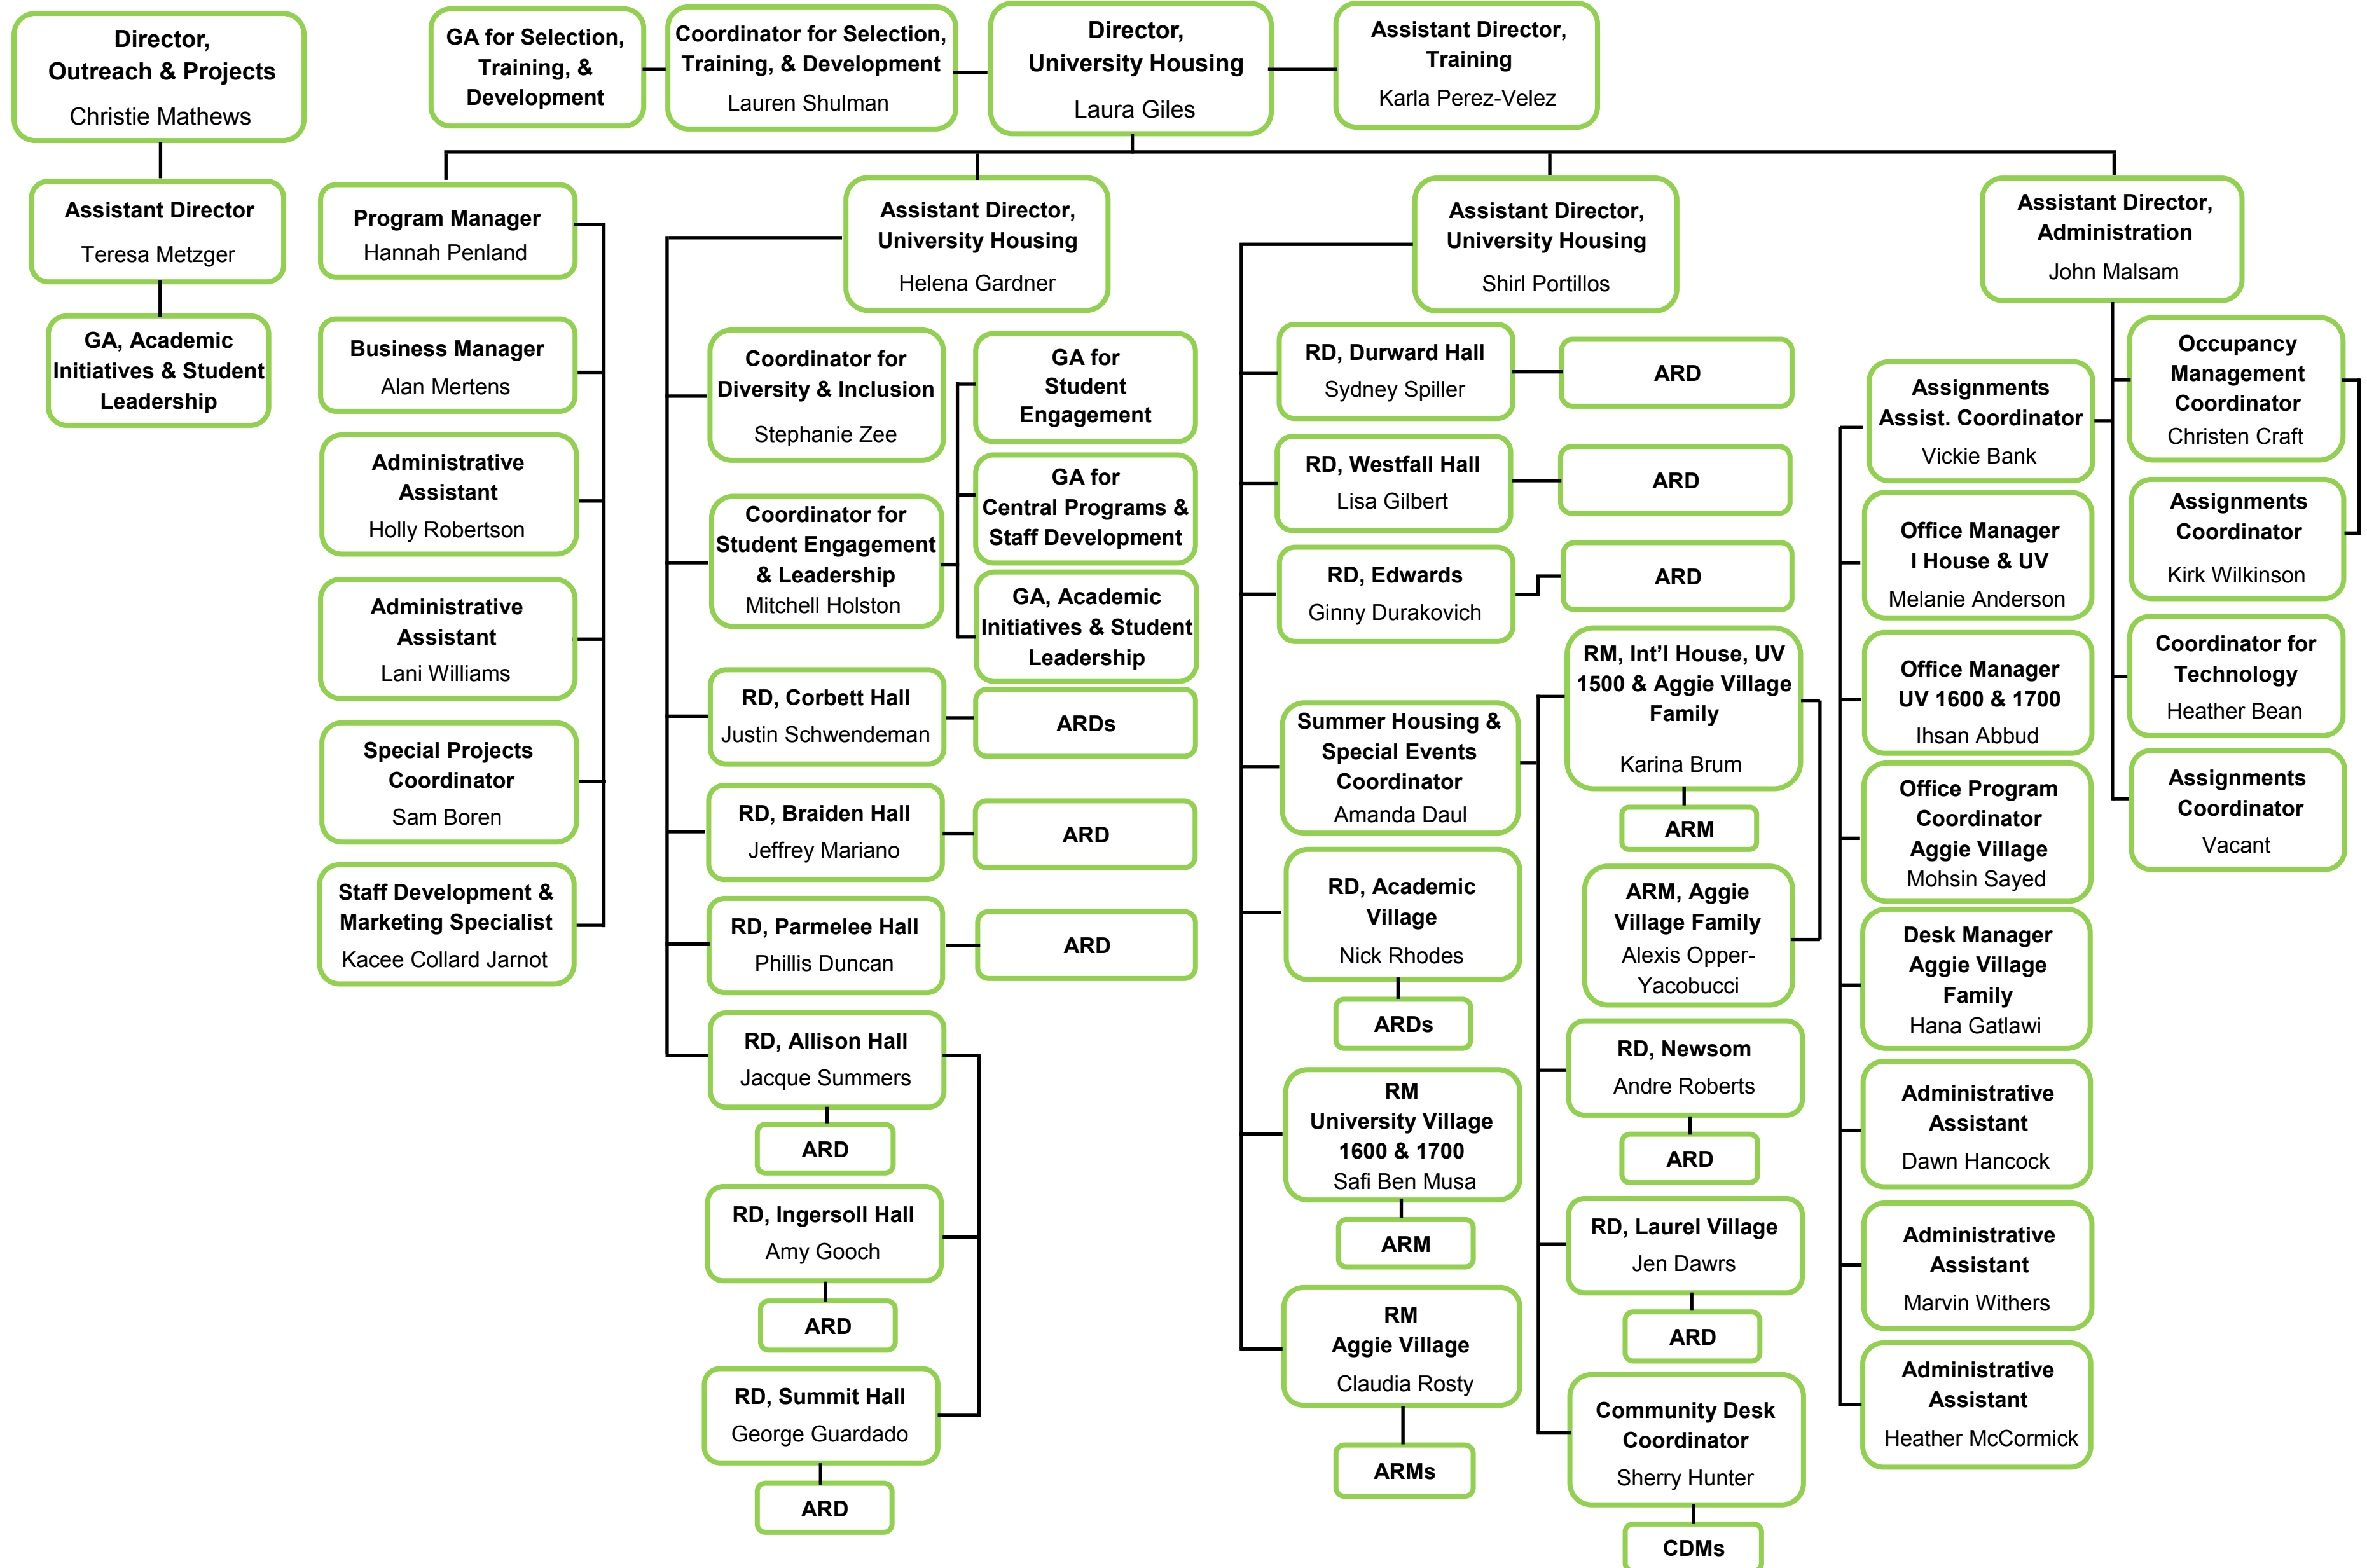 Director,
Outreach & Projects
Christie Mathews
GA for Selection,
Training, &
Development
Coordinator for Selection,
Training, & Development
Lauren Shulman
Director,
University Housing
Laura Giles
Assistant Director,
Training
Karla Perez-Velez
Assistant Director
Teresa Metzger
GA, Academic
Initiatives & Student
Leadership
Program Manager
Hannah Penland
Business Manager
Alan Mertens
Administrative
Assistant
Holly Robertson
Administrative
Assistant
Lani Williams
Special Projects
Coordinator
Sam Boren
Staff Development &
Marketing Specialist
Kacee Collard Jarnot
Assistant Director,
University Housing
Helena Gardner
Coordinator for
Diversity & Inclusion
Stephanie Zee
Coordinator for
Student Engagement
& Leadership
Mitchell Holston
GA for
Student
Engagement
GA for
Central Programs &
Staff Development
GA, Academic
Initiatives & Student
Leadership
RD, Corbett Hall
Justin Schwendeman
ARDs
RD, Braiden Hall
Jeffrey Mariano
ARD
RD, Parmelee Hall
Phillis Duncan
ARD
RD, Allison Hall
Jacque Summers
ARD
RD, Ingersoll Hall
Amy Gooch
ARD
RD, Summit Hall
George Guardado
ARD
Assistant Director,
University Housing
Shirl Portillos
RD, Durward Hall
Sydney Spiller
ARD
RD, Westfall Hall
Lisa Gilbert
ARD
RD, Edwards
Ginny Durakovich
ARD
Summer Housing &
Special Events
Coordinator
Amanda Daul
RD, Academic
Village
Nick Rhodes
ARDs
RM
University Village
1600 & 1700
Safi Ben Musa
ARM
RM
Aggie Village
Claudia Rosty
ARMs
RM, Int’l House, UV
1500 & Aggie Village
Family
Karina Brum
ARM
ARM, Aggie
Village Family
Alexis Opper-
Yacobucci
RD, Newsom
Andre Roberts
ARD
RD, Laurel Village
Jen Dawrs
ARD
Community Desk
Coordinator
Sherry Hunter
CDMs
Assistant Director,
Administration
John Malsam
Assignments
Assist. Coordinator
Vickie Bank
Office Manager
I House & UV
Melanie Anderson
Office Manager
UV 1600 & 1700
Ihsan Abbud
Office Program
Coordinator
Aggie Village
Mohsin Sayed
Desk Manager
Aggie Village
Family
Hana Gatlawi
Administrative
Assistant
Dawn Hancock
Administrative
Assistant
Marvin Withers
Administrative
Assistant
Heather McCormick
Occupancy
Management
Coordinator
Christen Craft
Assignments
Coordinator
Kirk Wilkinson
Coordinator for
Technology
Heather Bean
Assignments
Coordinator
Vacant